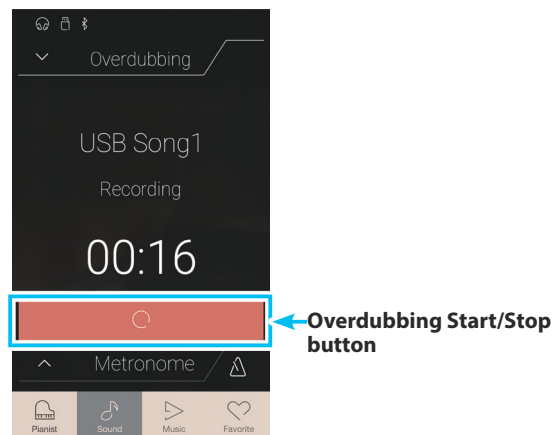 Overdubbing
USB Song1
Recording
00:16
Overdubbing Start/Stop
button
Metronome
Pianist Sound Music Favorite